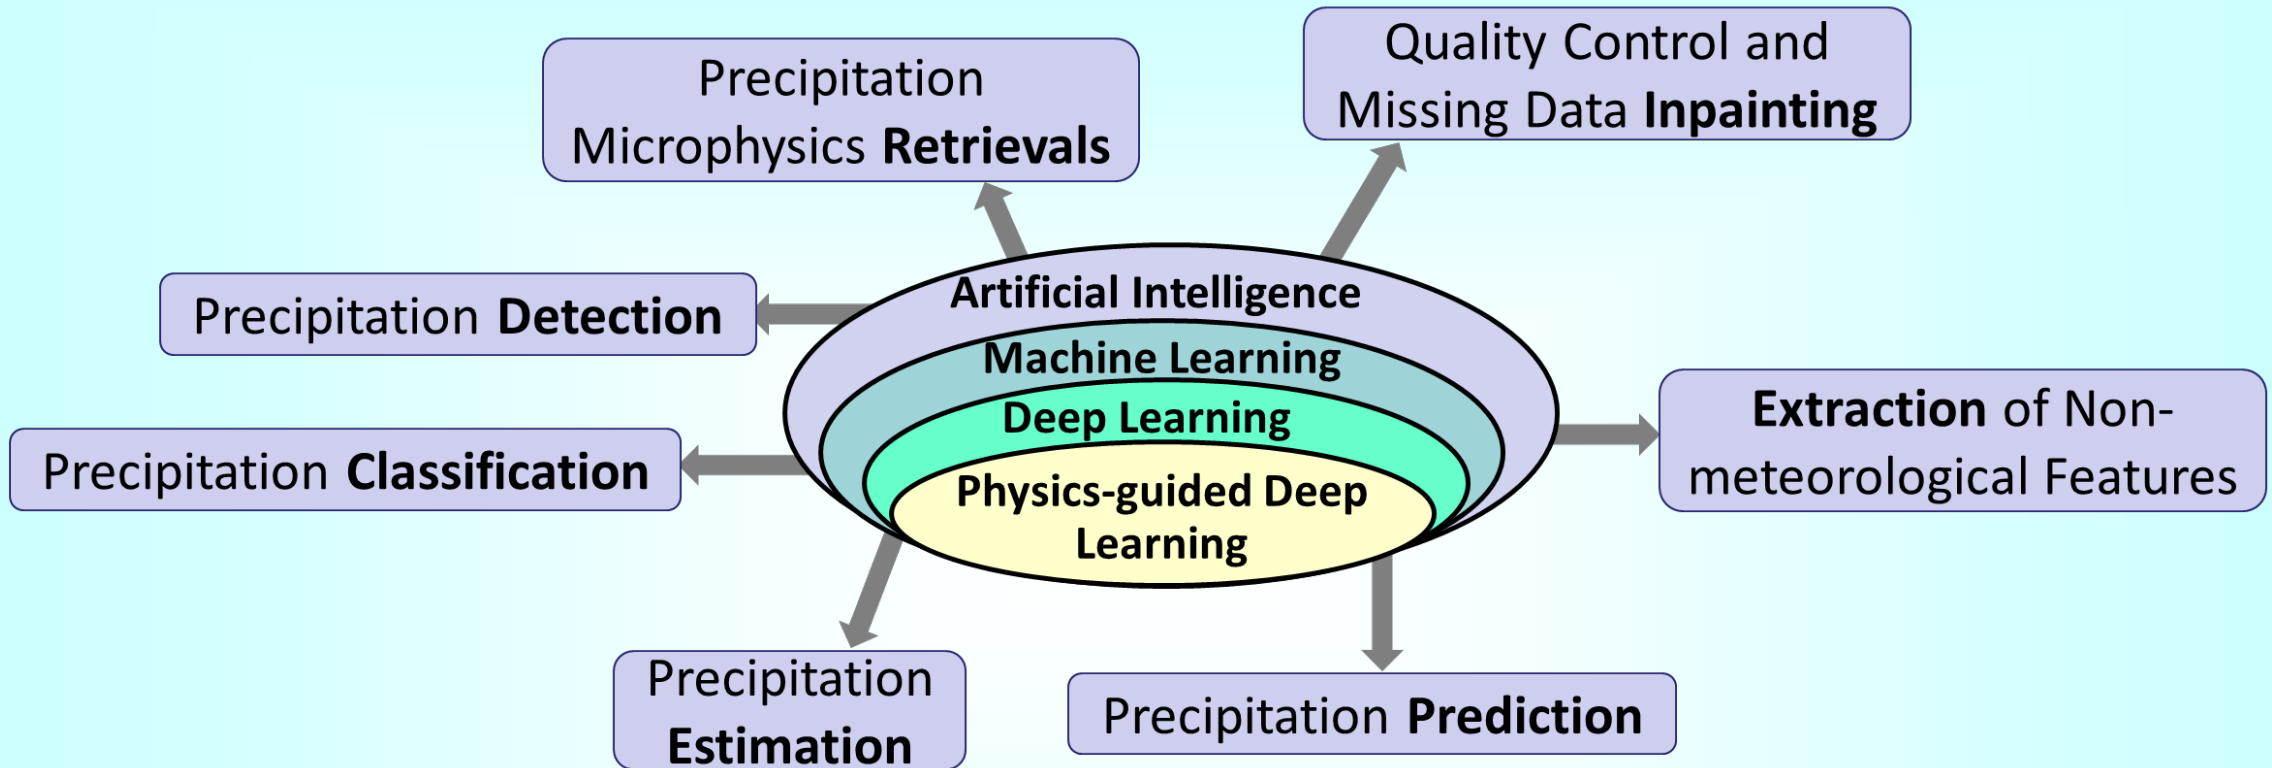 Precipitation
Microphysics Retrievals
Quality Control and
Missing Data Inpainting
Precipitation Detection
Artificial Intelligence
Machine Learning
Deep Learning
Physics-guided Deep
Learning
Extraction of Non-
meteorological Features
Precipitation Classification
Precipitation
Estimation
Precipitation Prediction